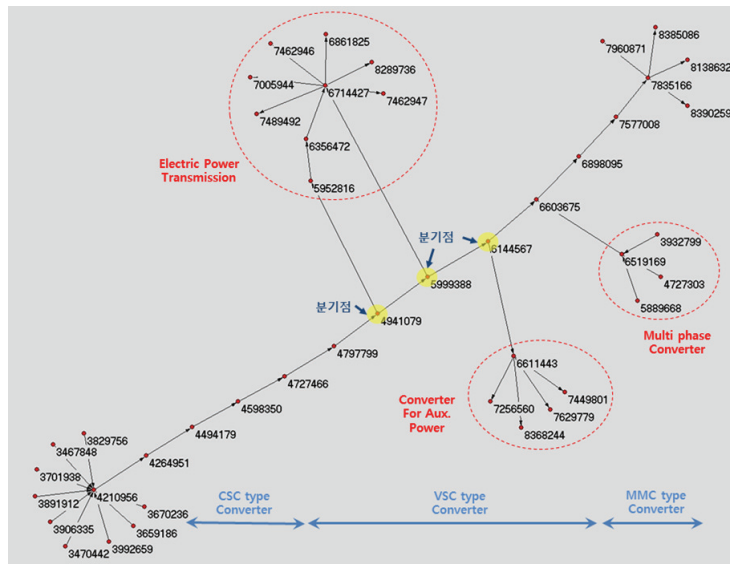 8385086
6861825
7462946
7960871
8138632
8289736
7835166
7005944
6714427
7462947
8390259
7489492
7577008
6356472
Electric Power
Transmission
6898095
5952816
6603675
분기점
3932799
6144567
6519169
5999388
4727303
분기점
5889668
4941079
Multi phase
Converter
4797799
6611443
4727466
7449801
Converter
For Aux.
Power
7256560
7629779
4598350
8368244
4494179
3829756
3467848
4264951
3701938
4210956
CSC type
Converter
VSC type
Converter
MMC type
Converter
3891912
3670236
3906335
3659186
3992659
3470442